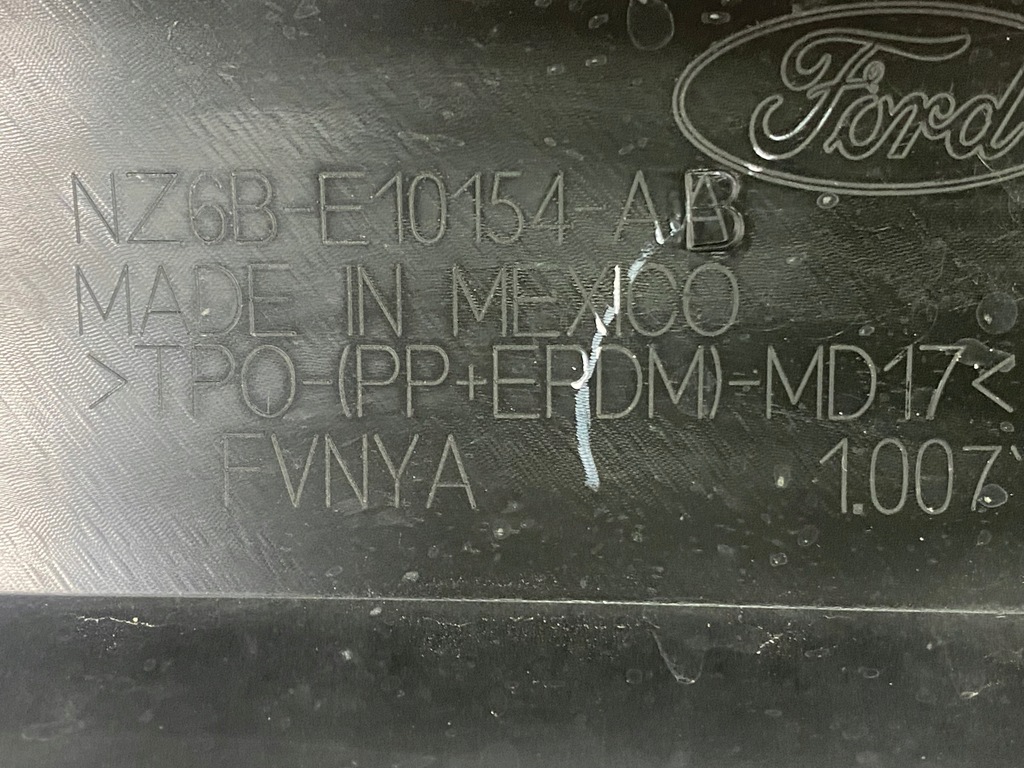 Ford
NZ6B-E10154-AB
MADE IN MEXICO
>TPO-(PP+EPDM)-MD17<
FVNYA 1.007